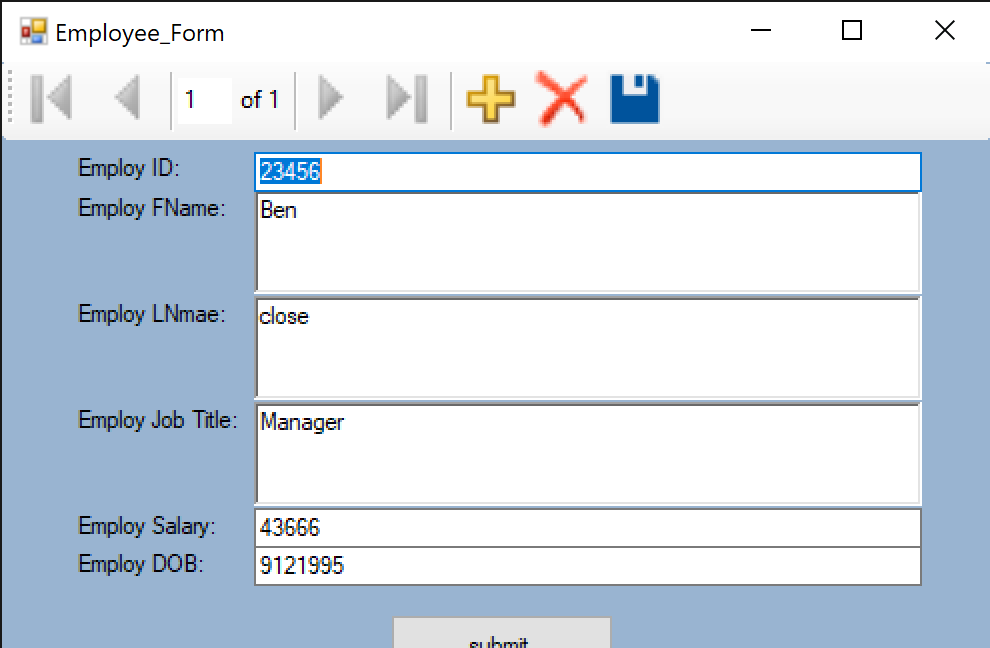 Employee_Form
1 of 1
Employ ID: 23456
Employ FName: Ben
Employ LNmae: close
Employ Job Title: Manager
Employ Salary: 43666
Employ DOB: 9121995
submit